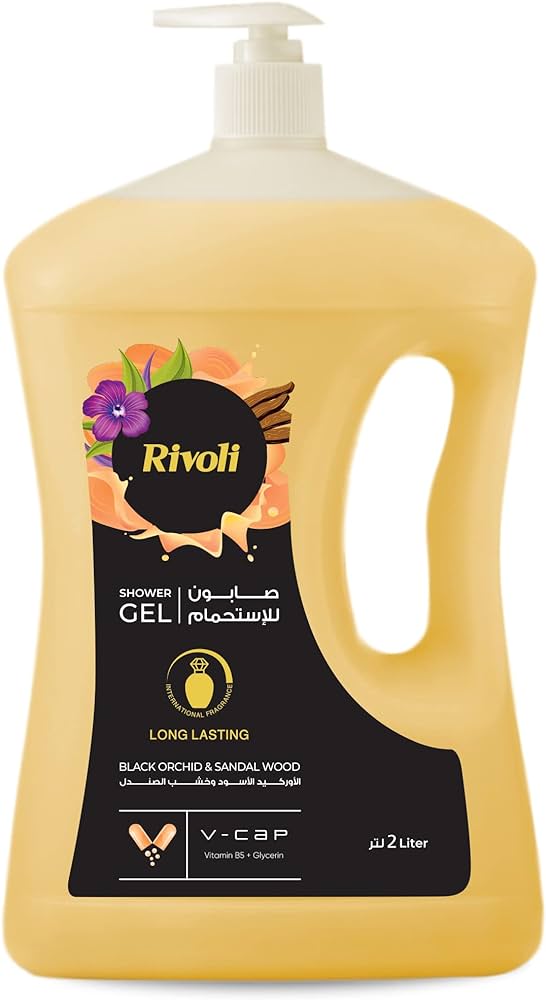 Rivoli
SHOWER
GEL
صابون
للإستحمام
INTERNATIONAL FRAGRANCE
LONG LASTING
BLACK ORCHID & SANDAL WOOD
الأوركيد الأسود وخشب الصندل
V-CAP
Vitamin B5 + Glycerin
2 لتر Liter